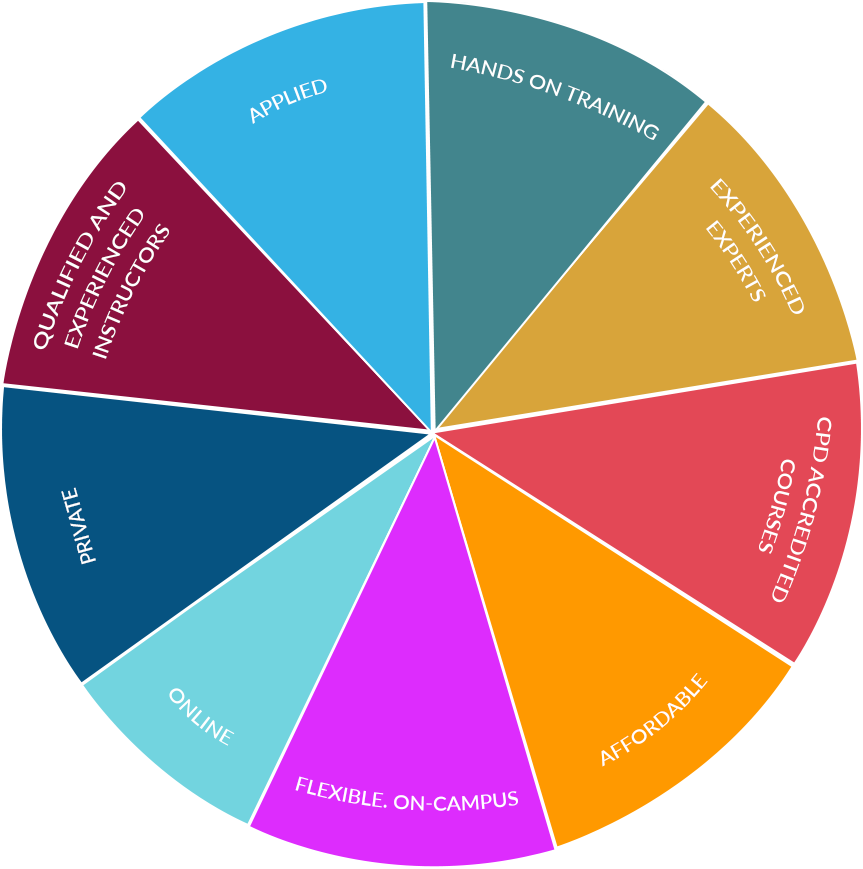 HANDS ON TRAINING
EXPERIENCED
EXPERTS
CPD ACCREDITED
COURSES
AFFORDABLE
FLEXIBLE. ON-CAMPUS
ONLINE
PRIVATE
QUALIFIED AND
EXPERIENCED
INSTRUCTORS
APPLIED